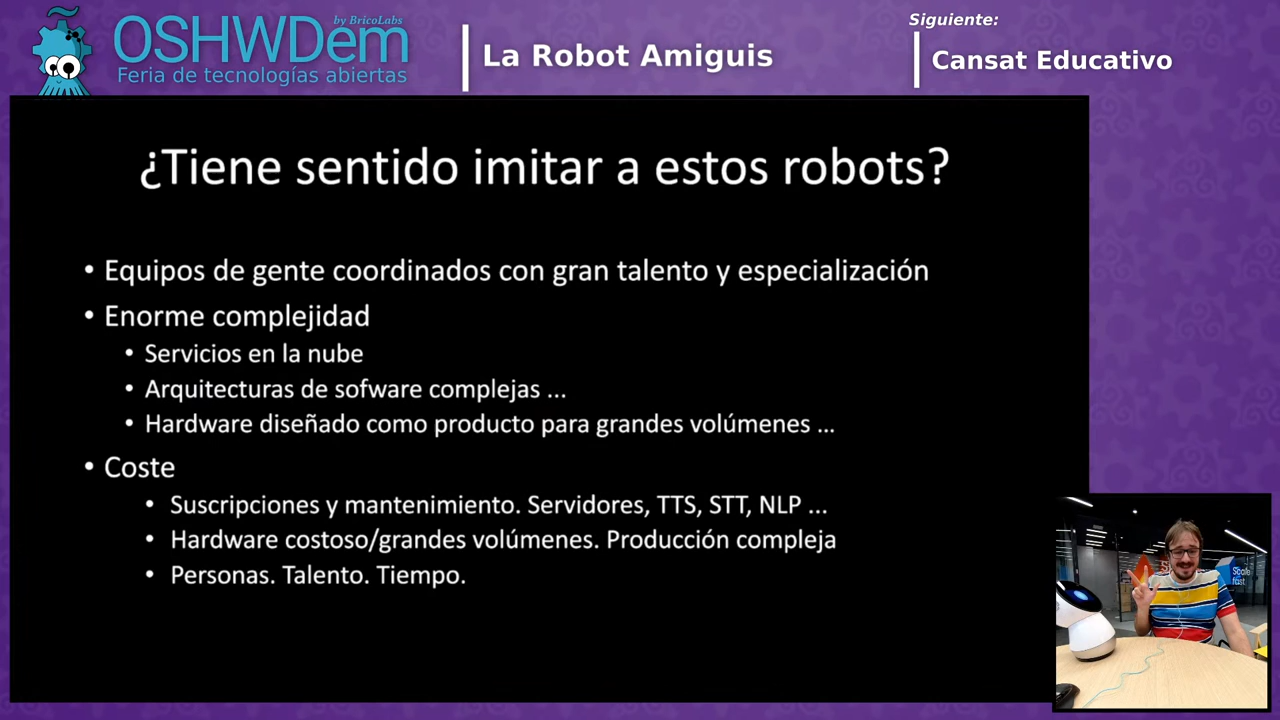 by BricoLabs
OSHWDem
Feria de tecnologías abiertas
La Robot Amiguis
Siguiente:
Cansat Educativo
¿Tiene sentido imitar a estos robots?
• Equipos de gente coordinados con gran talento y especialización
• Enorme complejidad
• Servicios en la nube
• Arquitecturas de sofware complejas ...
• Hardware diseñado como producto para grandes volúmenes ...
• Coste
• Suscripciones y mantenimiento. Servidores, TTS, STT, NLP ...
• Hardware costoso/grandes volúmenes. Producción compleja
• Personas. Talento. Tiempo.
Scale
fast